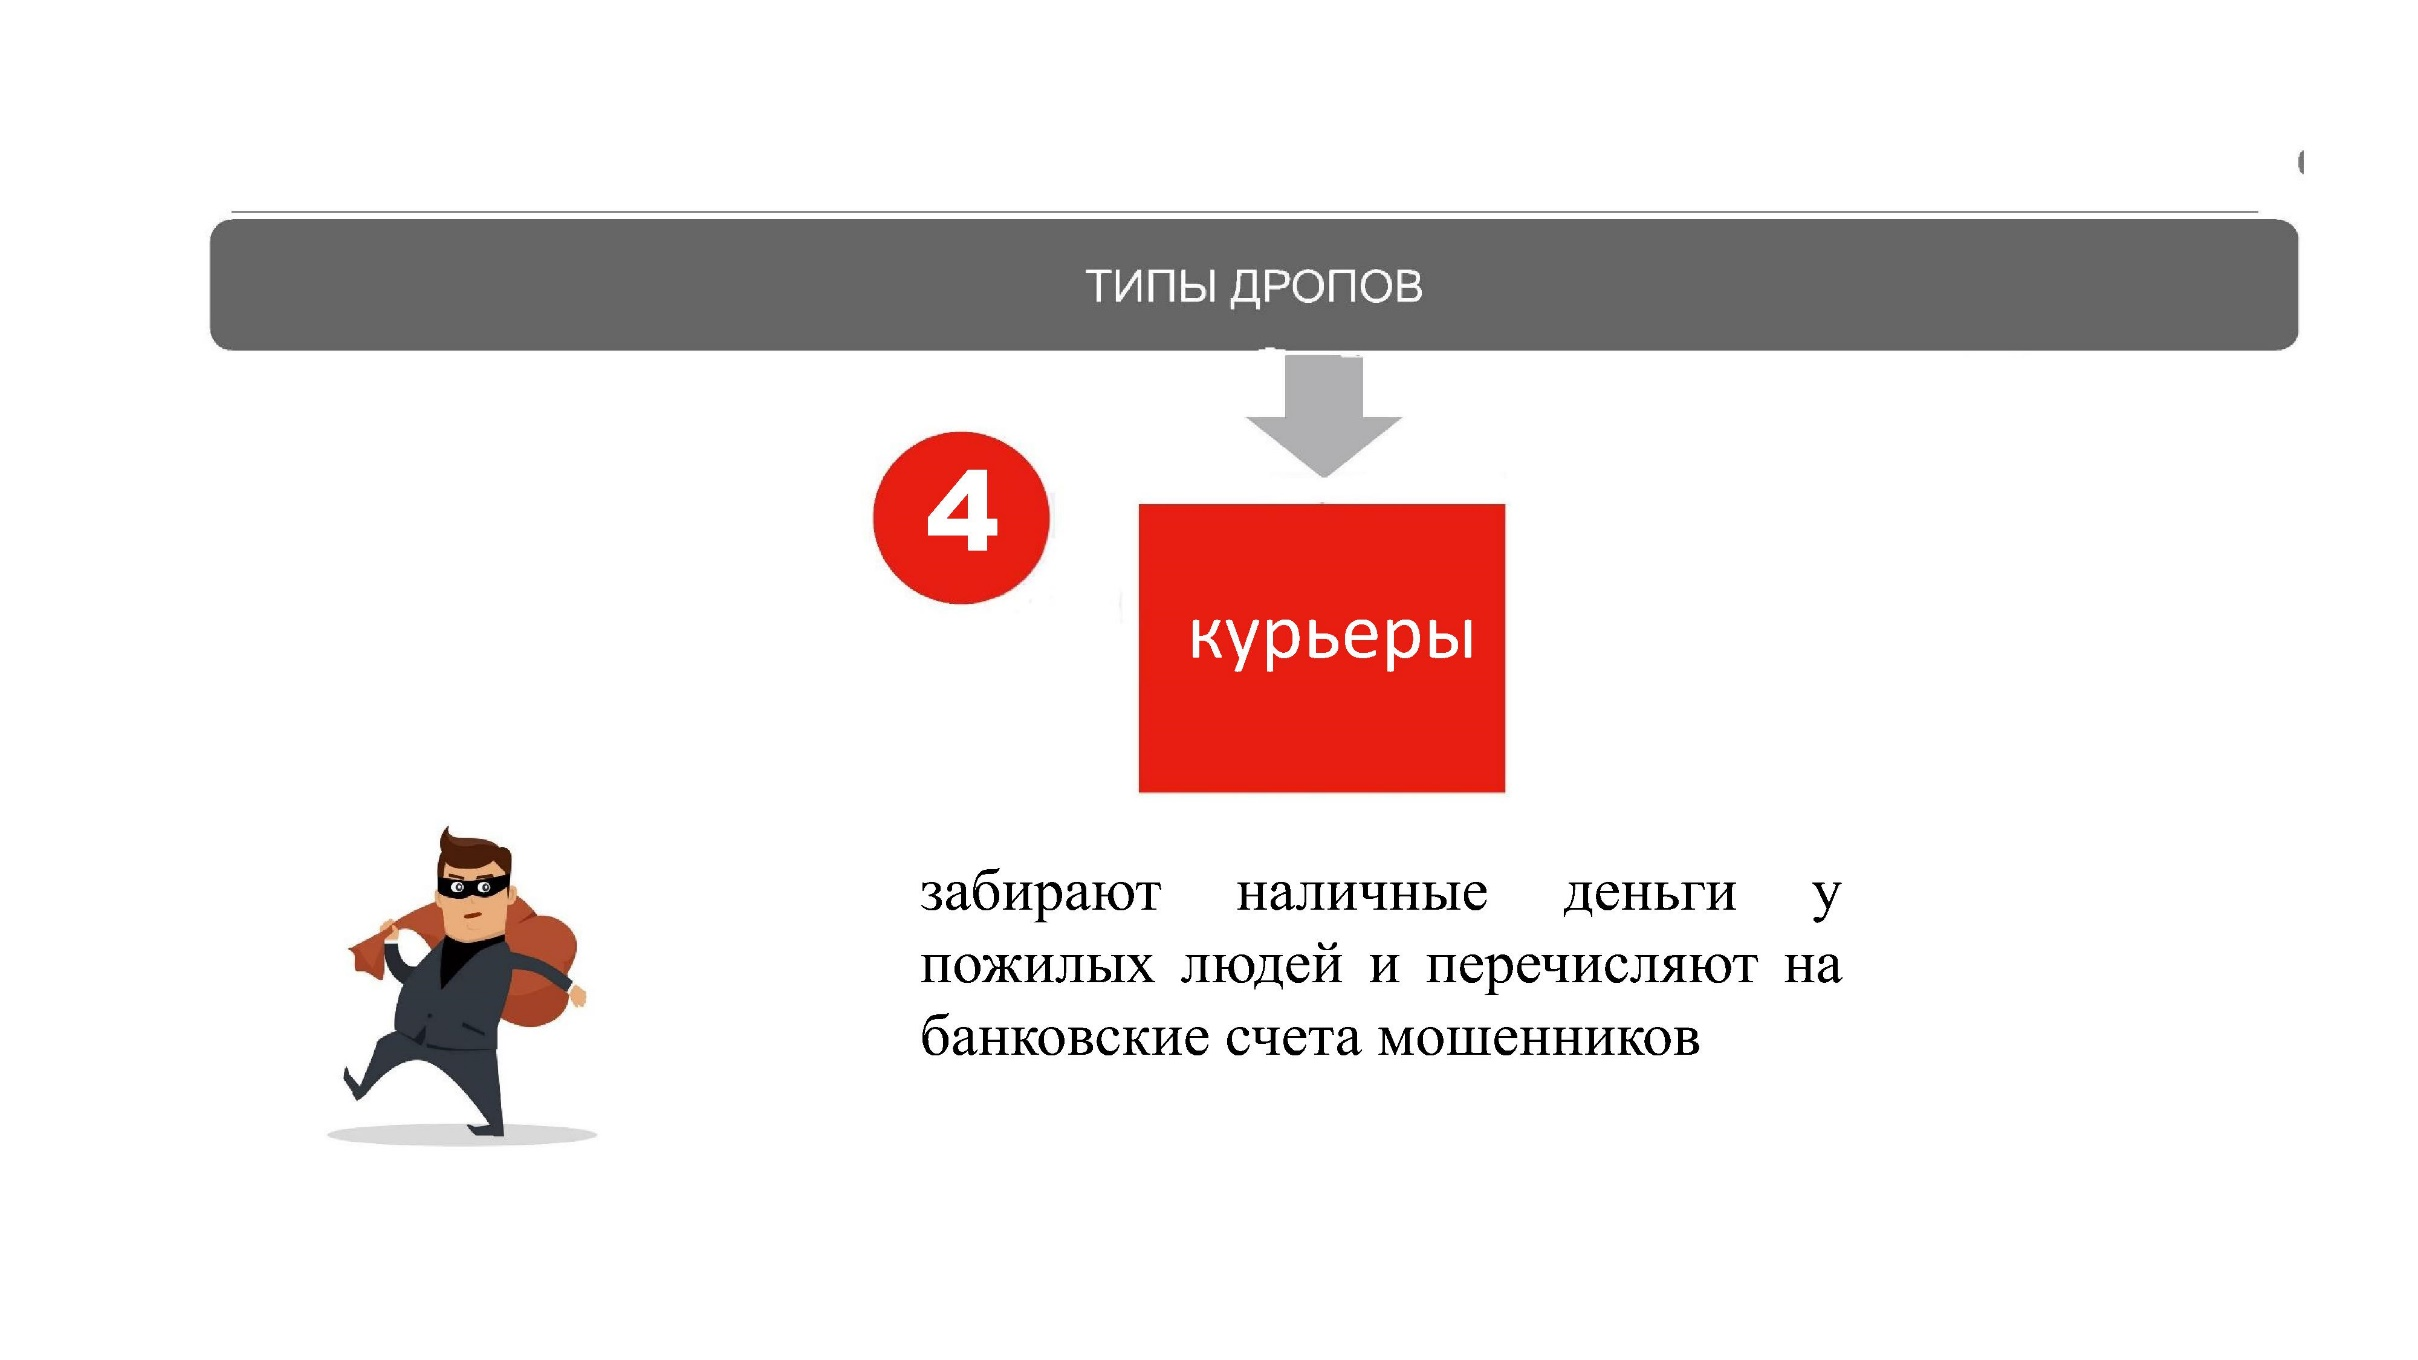 ТИПЫ ДРОПОВ
4
курьеры
забирают наличные деньги у
пожилых людей и перечисляют на
банковские счета мошенников